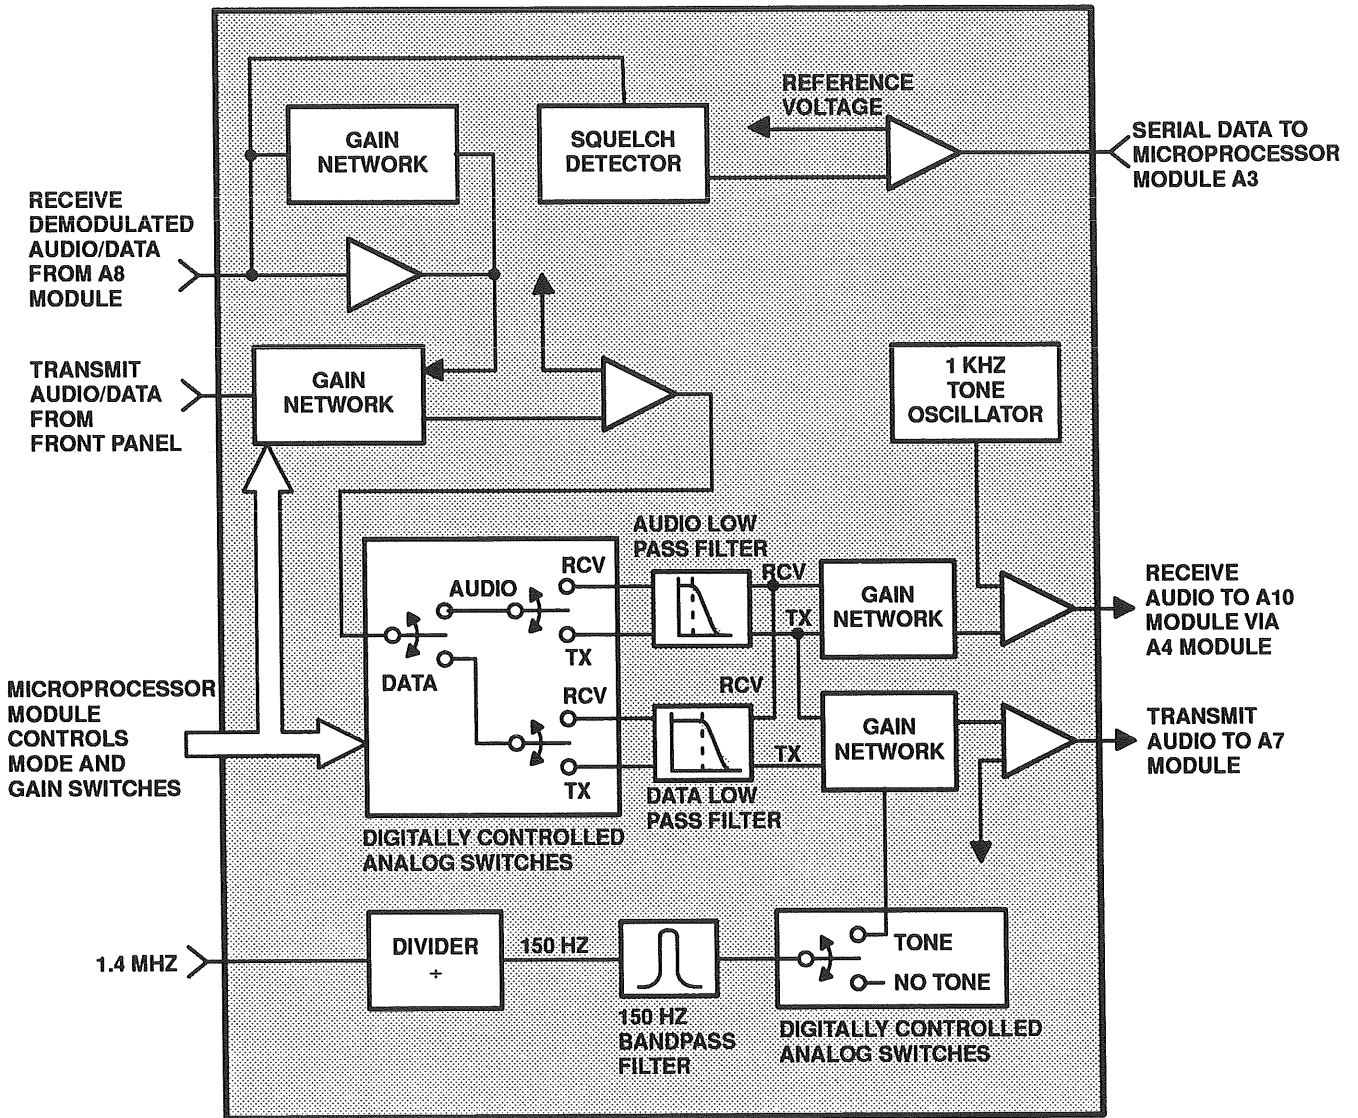 REFERENCE
VOLTAGE
GAIN
NETWORK
SQUELCH
DETECTOR
SERIAL DATA TO
MICROPROCESSOR
MODULE A3
RECEIVE
DEMODULATED
AUDIO/DATA
FROM A8
MODULE
TRANSMIT
AUDIO/DATA
FROM
FRONT PANEL
GAIN
NETWORK
1 KHZ
TONE
OSCILLATOR
AUDIO LOW
PASS FILTER
RCV
AUDIO
TX
DATA
RCV
TX
RCV
TX
RCV
TX
GAIN
NETWORK
RECEIVE
AUDIO TO A10
MODULE VIA
A4 MODULE
MICROPROCESSOR
MODULE
CONTROLS
MODE AND
GAIN SWITCHES
GAIN
NETWORK
TRANSMIT
AUDIO TO A7
MODULE
DATA LOW
PASS FILTER
DIGITALLY CONTROLLED
ANALOG SWITCHES
1.4 MHZ
DIVIDER
÷
150 HZ
150 HZ
BANDPASS
FILTER
TONE
NO TONE
DIGITALLY CONTROLLED
ANALOG SWITCHES